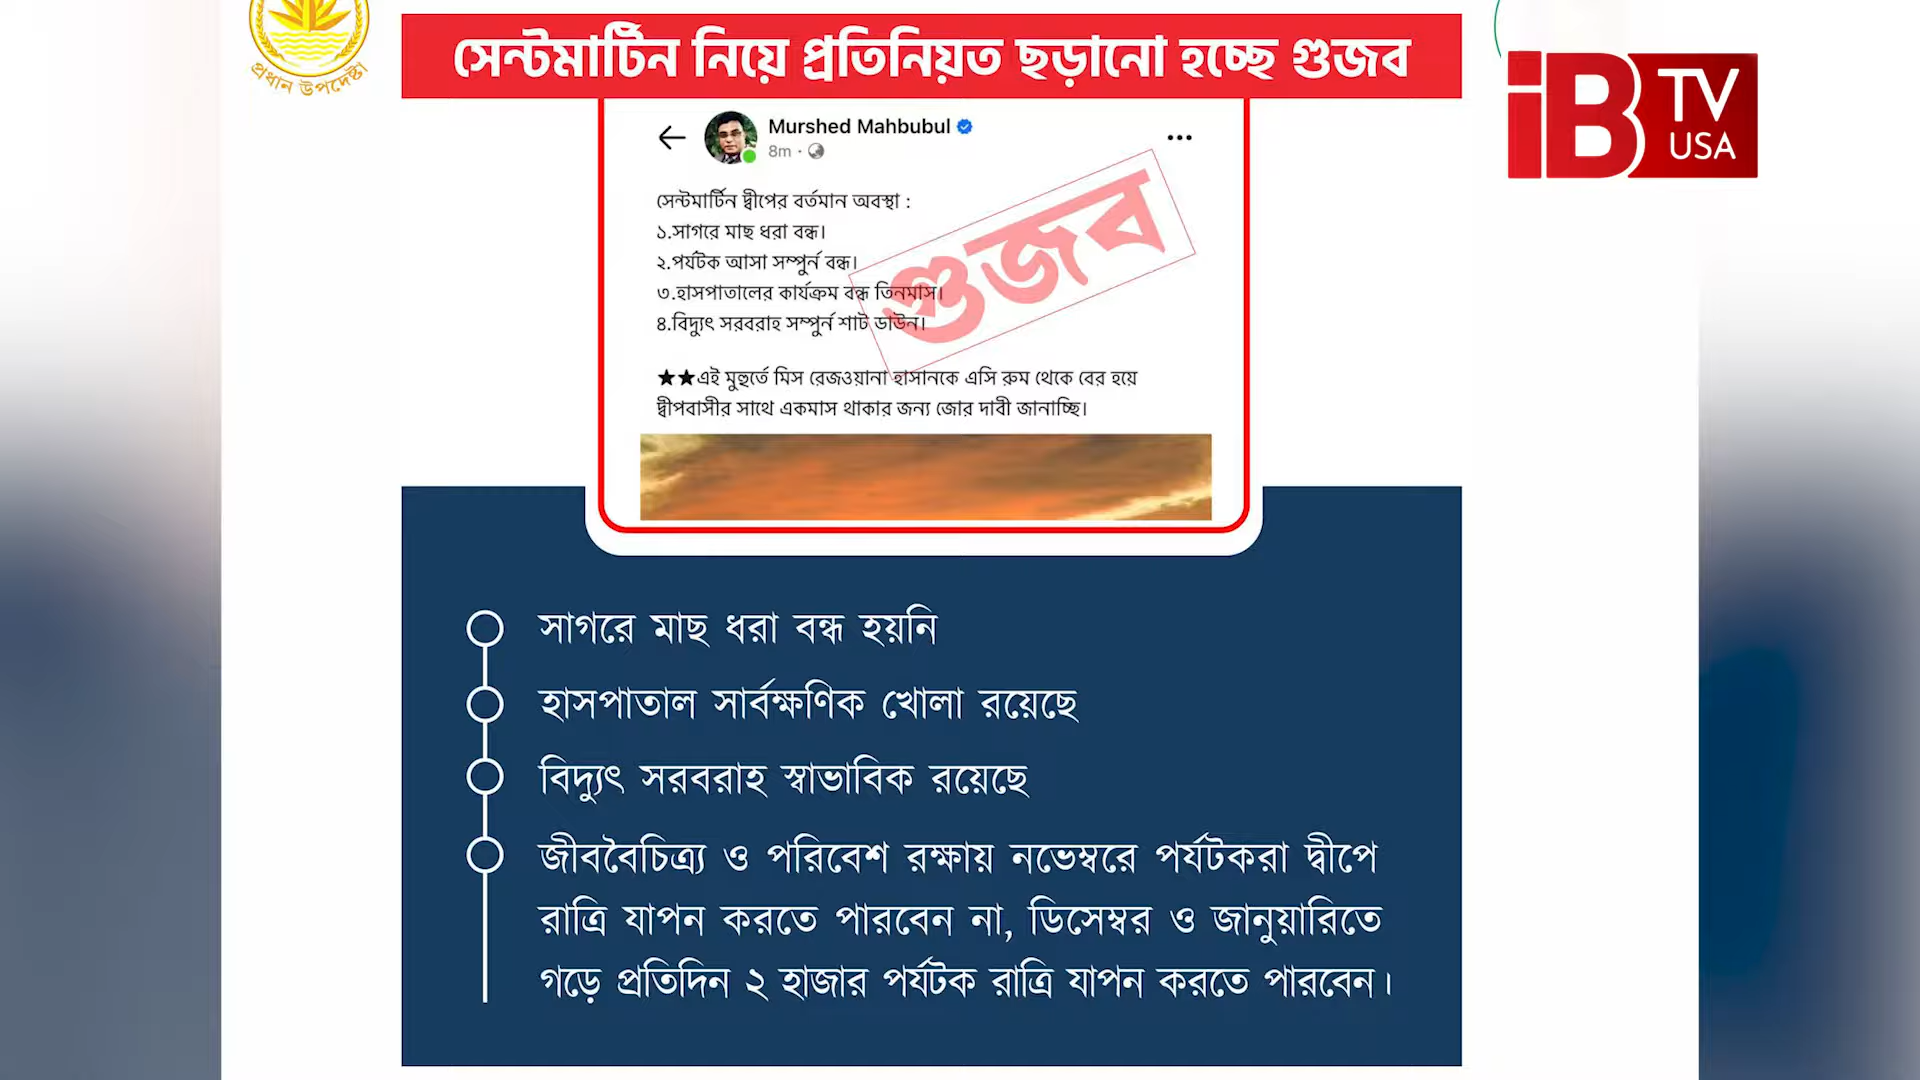 প্রধান উপদেষ্টা
সেন্টমার্টিন নিয়ে প্রতিনিয়ত ছড়ানো হচ্ছে গুজব
iB TV USA
Murshed Mahbubul
8m
সেন্টমার্টিন দ্বীপের বর্তমান অবস্থা :
১.সাগরে মাছ ধরা বন্ধ।
২.পর্যটক আসা সম্পুর্ন বন্ধ।
৩.হাসপাতালের কার্যক্রম বন্ধ তিনমাস।
৪.বিদ্যুৎ সরবরাহ সম্পুর্ন শাট ডাউন।
গুজব
★★এই মুহুর্তে মিস রেজওয়ানা হাসানকে এসি রুম থেকে বের হয়ে
দ্বীপবাসীর সাথে একমাস থাকার জন্য জোর দাবী জানাচ্ছি।
সাগরে মাছ ধরা বন্ধ হয়নি
হাসপাতাল সার্বক্ষণিক খোলা রয়েছে
বিদ্যুৎ সরবরাহ স্বাভাবিক রয়েছে
জীববৈচিত্র্য ও পরিবেশ রক্ষায় নভেম্বরে পর্যটকরা দ্বীপে
রাত্রি যাপন করতে পারবেন না, ডিসেম্বর ও জানুয়ারিতে
গড়ে প্রতিদিন ২ হাজার পর্যটক রাত্রি যাপন করতে পারবেন।